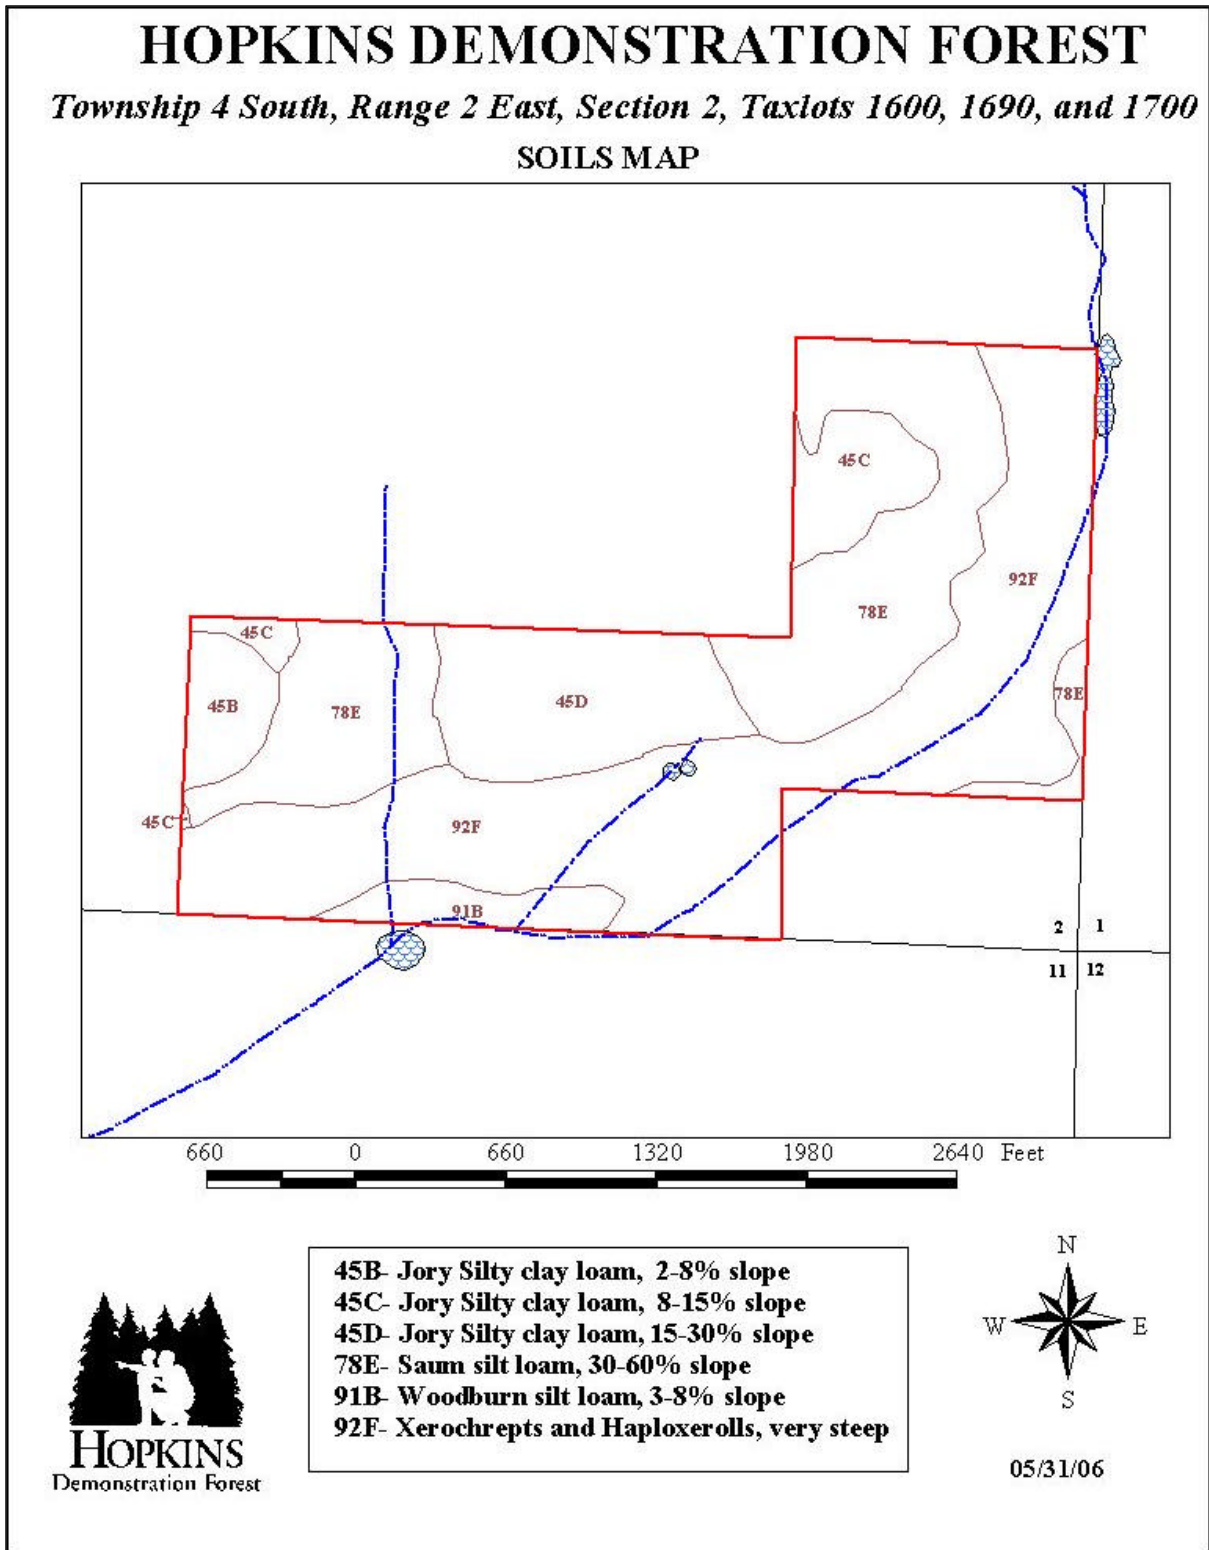 HOPKINS DEMONSTRATION FOREST
Township 4 South, Range 2 East, Section 2, Taxlots 1600, 1690, and 1700
SOILS MAP
45C
92F
78E
45C
45B
78E
45D
78E
45C
92F
91B
2 1
11 12
660 0 660 1320 1980 2640 Feet
45B- Jory Silty clay loam, 2-8% slope
45C- Jory Silty clay loam, 8-15% slope
45D- Jory Silty clay loam, 15-30% slope
78E- Saum silt loam, 30-60% slope
91B- Woodburn silt loam, 3-8% slope
92F- Xerochrepts and Haploxerolls, very steep
N
W E
S
05/31/06
HOPKINS
Demonstration Forest